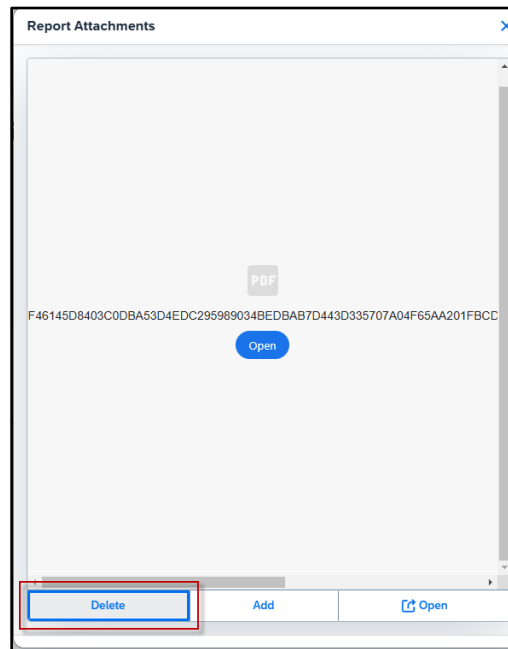 Report Attachments
PDF
F46145D8403C0DBA53D4EDC295989034BEDBAB7D443D335707A04F65AA201FBCD
Open
Delete
Add
Open